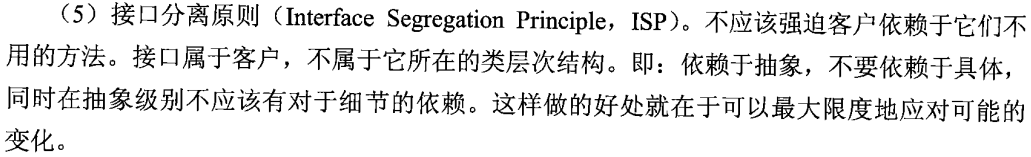 （5）接口分离原则（Interface Segregation Principle，ISP）。不应该强迫客户依赖于它们不
用的方法。接口属于客户，不属于它所在的类层次结构。即：依赖于抽象，不要依赖于具体，
同时在抽象级别不应该有对于细节的依赖。这样做的好处就在于可以最大限度地应对可能的
变化。